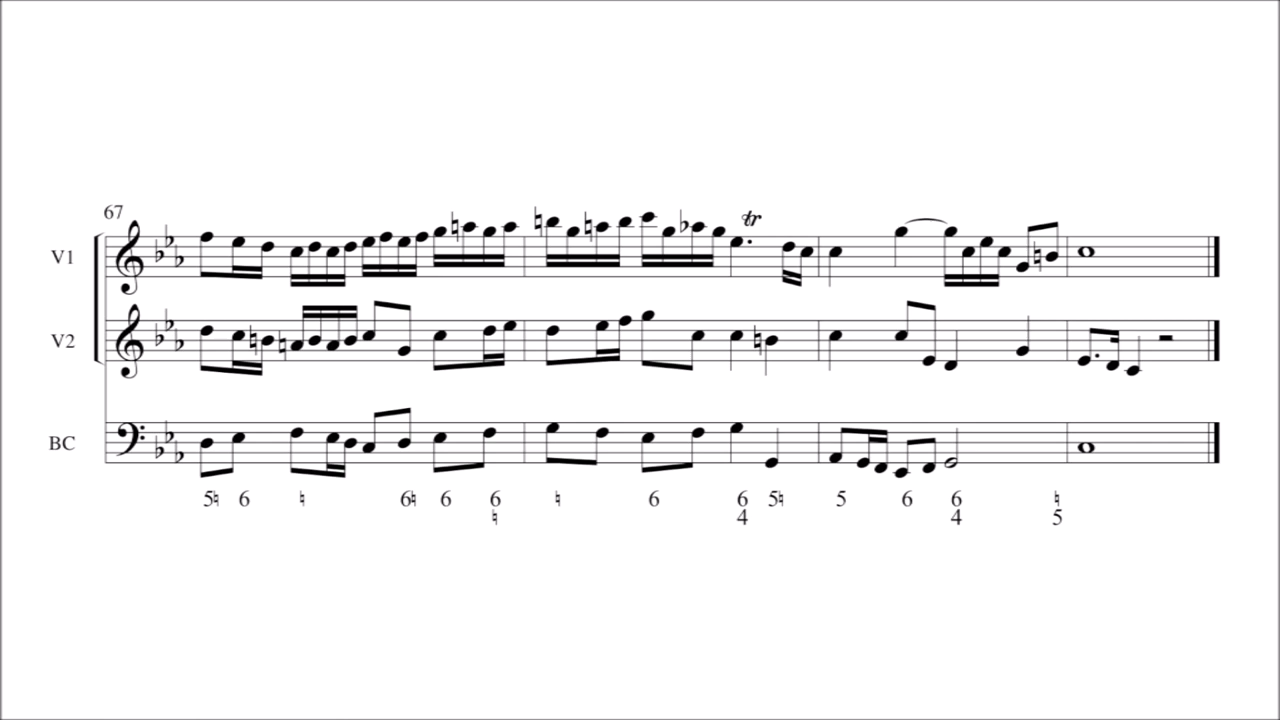 67
tr
V1
V2
BC
5♮ 6 ♮ 6♮ 6 6 ♮ 6 6 5♮ 5 6 6 ♮
♮ 4 4 5